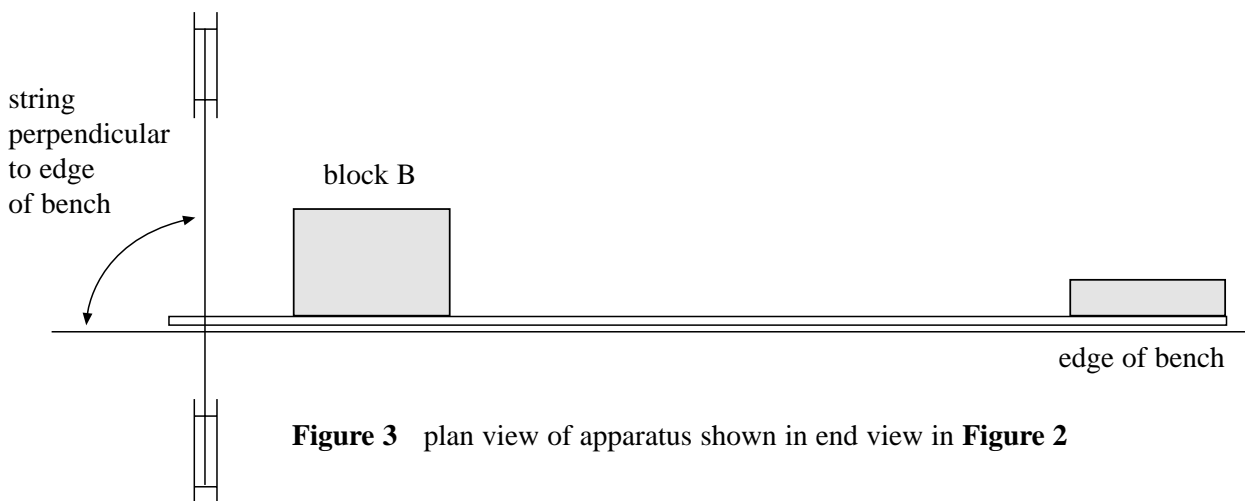 string
perpendicular
to edge
of bench
block B
edge of bench
Figure 3 plan view of apparatus shown in end view in Figure 2